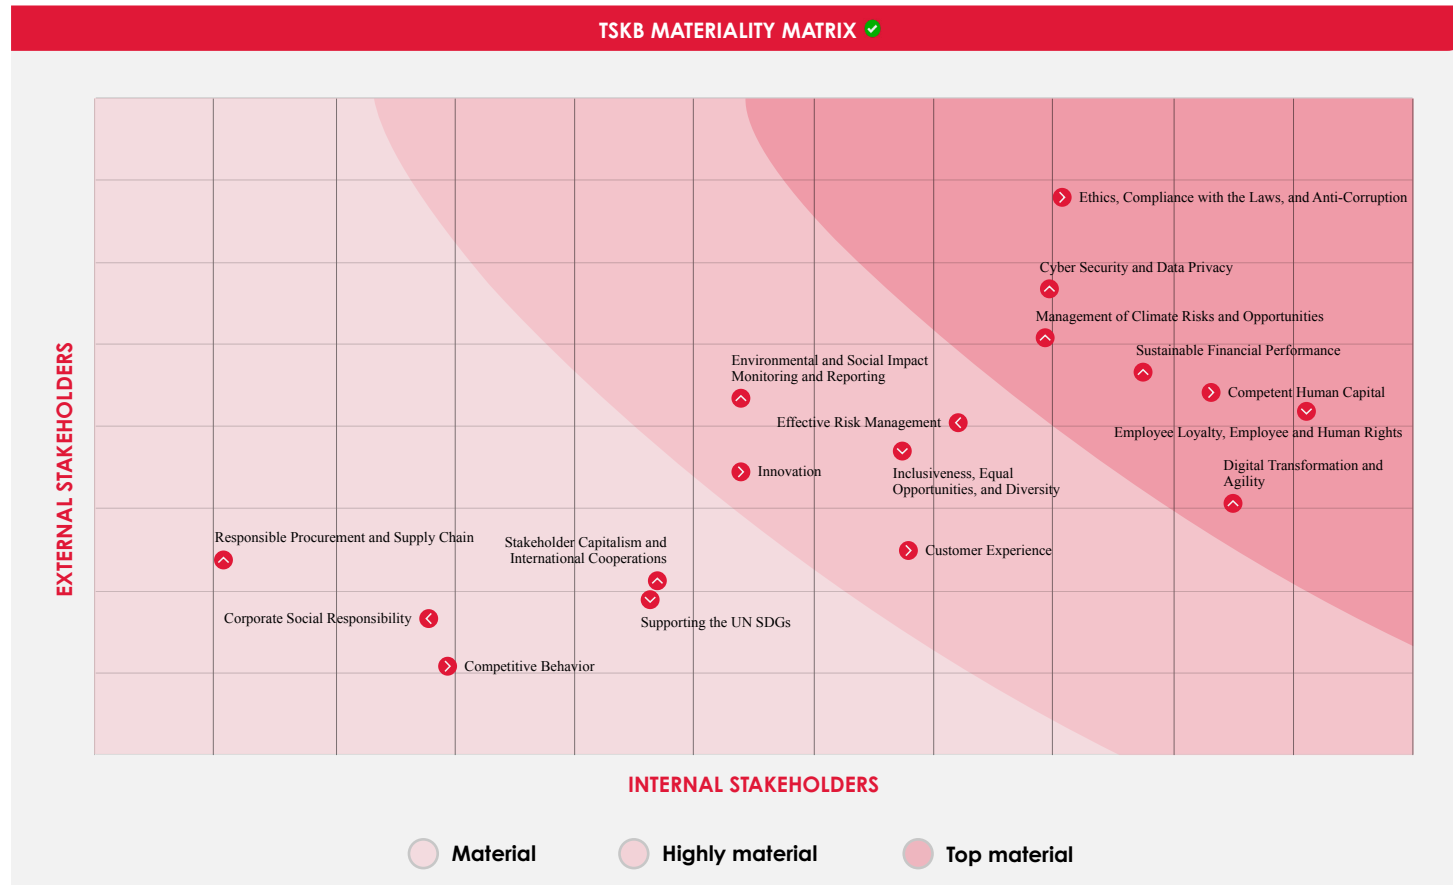 TSKB MATERIALITY MATRIX
Ethics, Compliance with the Laws, and Anti-Corruption
Cyber Security and Data Privacy
Management of Climate Risks and Opportunities
Sustainable Financial Performance
Environmental and Social Impact
Monitoring and Reporting
Competent Human Capital
Effective Risk Management
Employee Loyalty, Employee and Human Rights
Innovation
Inclusiveness, Equal
Opportunities, and Diversity
Digital Transformation and
Agility
Responsible Procurement and Supply Chain
Stakeholder Capitalism and
International Cooperations
Customer Experience
Corporate Social Responsibility
Supporting the UN SDGs
Competitive Behavior
EXTERNAL STAKEHOLDERS
INTERNAL STAKEHOLDERS
Material
Highly material
Top material